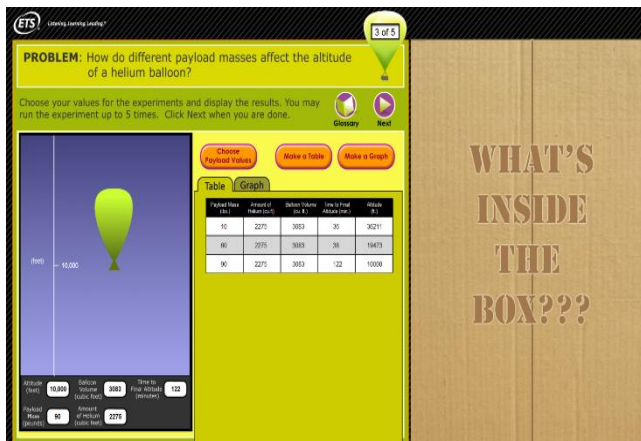 ETS
Listening. Learning. Leading.®
3 of 5
PROBLEM: How do different payload masses affect the altitude
of a helium balloon?
Choose your values for the experiments and display the results. You may
run the experiment up to 5 times. Click Next when you are done.
Glossary
Next
Choose
Payload Values
Make a Table
Make a Graph
Table
Graph
Payload Mass (lbs.) Amount of Helium (cu.ft) Balloon Volume (cu. ft.) Time to Final Altitude (min.) Altitude (ft.)
10 2275 3083 36211
2275 3083 19473
90 2275 3083 122 10000
(feet)
10,000
Altitude (feet) 10,000 Balloon Volume (cubic feet) 3083 Time to Final Altitude (minutes) 122
Payload Mass (pounds) 90 Amount of Helium (cubic feet) 2275
WHAT'S
INSIDE
THE
BOX???